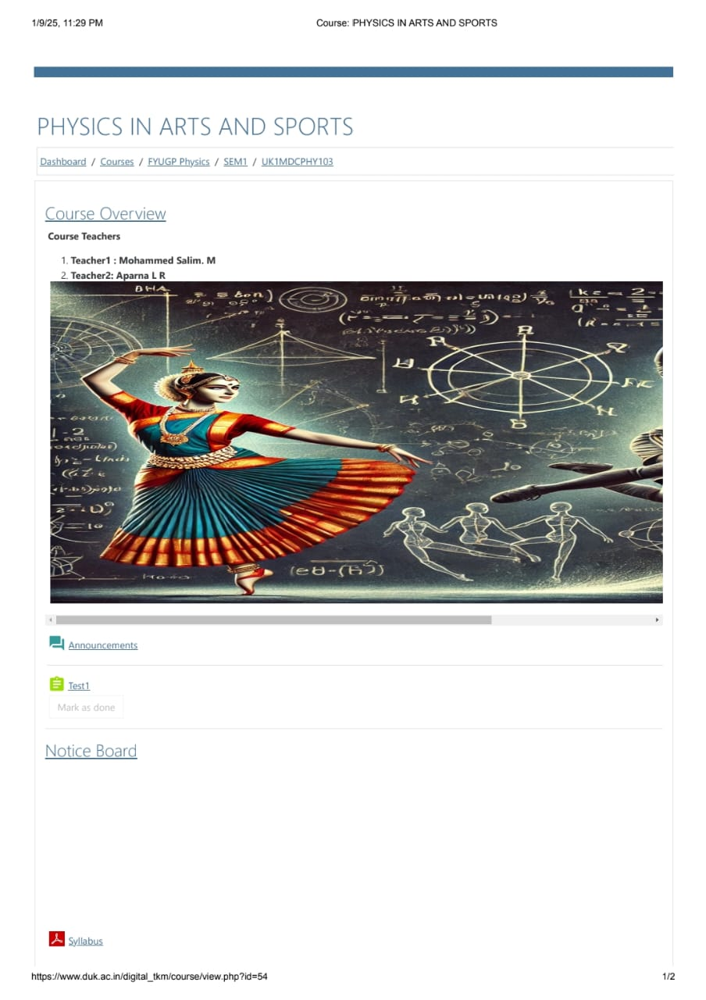 1/9/25, 11:29 PM
Course: PHYSICS IN ARTS AND SPORTS
PHYSICS IN ARTS AND SPORTS
Dashboard / Courses / FYUGP Physics / SEM1 / UK1MDCPHY103
Course Overview
Course Teachers
1. Teacher1 : Mohammed Salim. M
2. Teacher2: Aparna L R
Announcements
Test1
Mark as done
Notice Board
Syllabus
https://www.duk.ac.in/digital_tkm/course/view.php?id=54
1/2